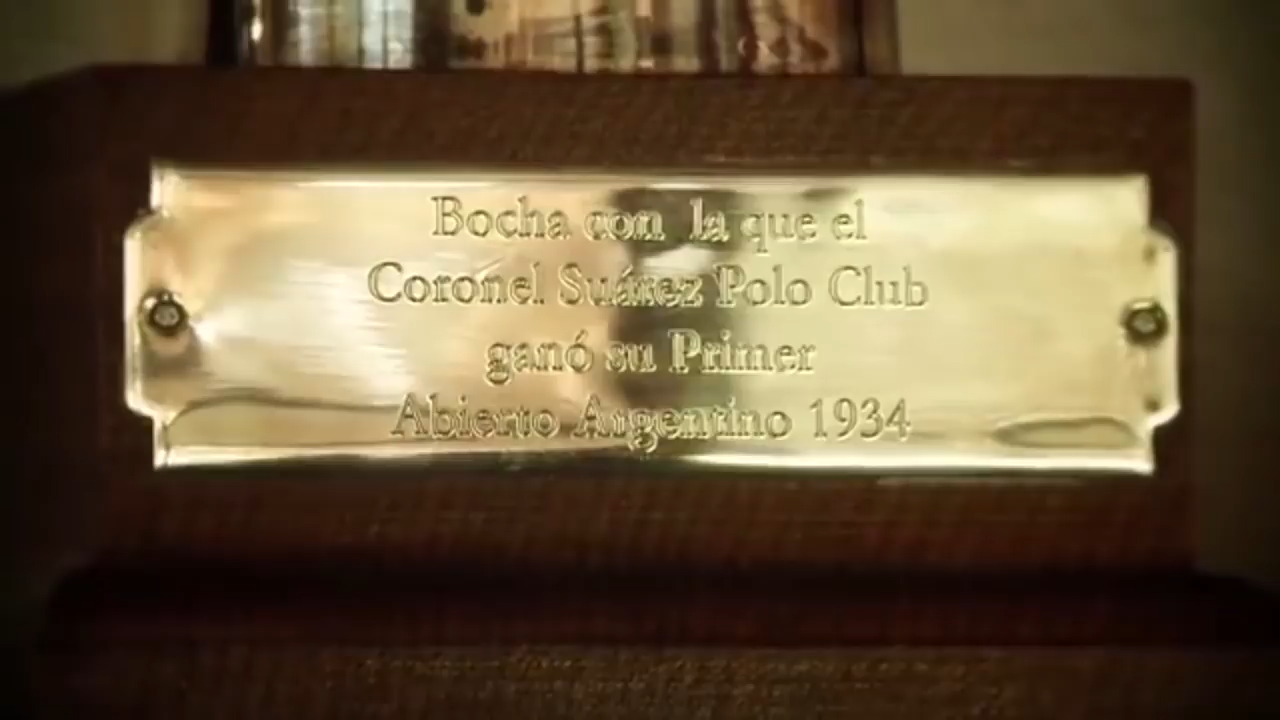 Bocha con la que el
Coronel Suárez Polo Club
ganó su Primer
Abierto Argentino 1934